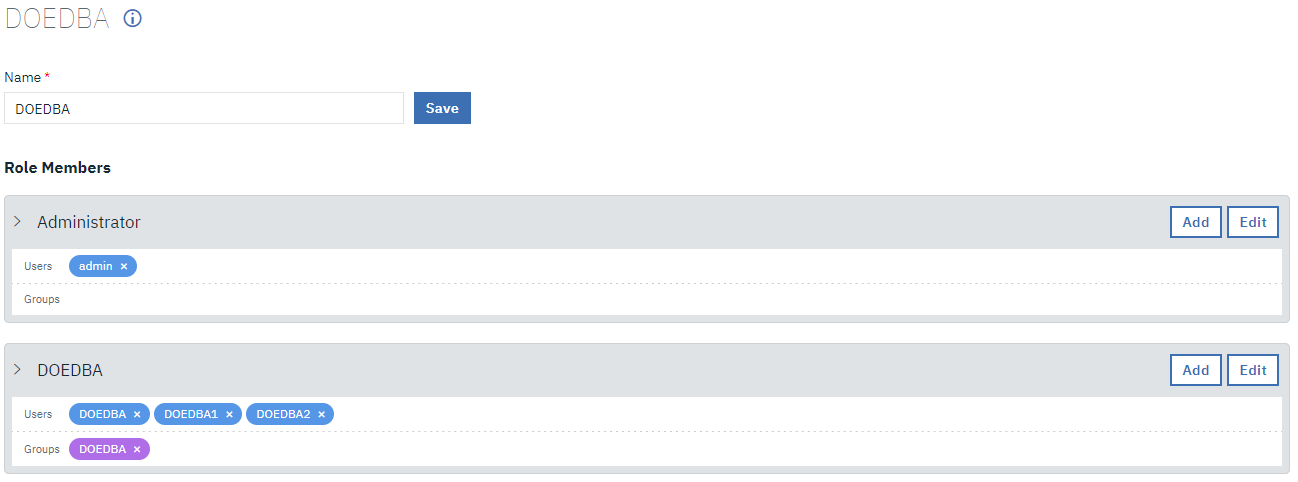 DOEDBA
Name *
DOEDBA Save
Role Members
Administrator Add Edit
Users admin ×
Groups
DOEDBA Add Edit
Users DOEDBA × DOEDBA1 × DOEDBA2 ×
Groups DOEDBA ×